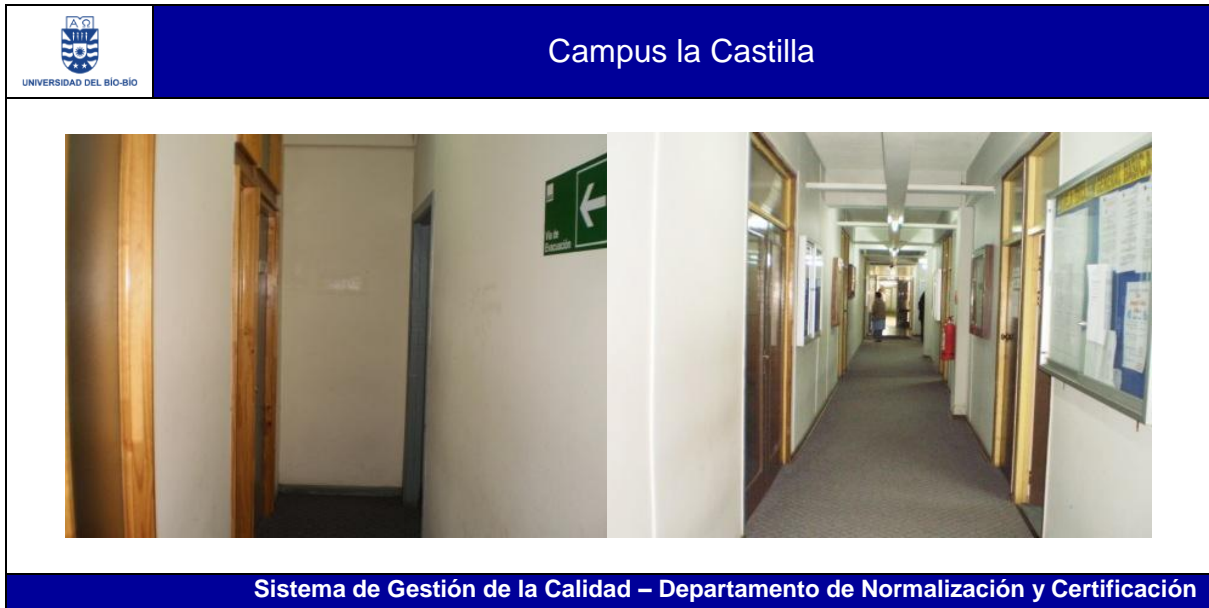 ΑΩ
UNIVERSIDAD DEL BÍO-BÍO
Campus la Castilla
Vía de
Evacuación
Sistema de Gestión de la Calidad – Departamento de Normalización y Certificación